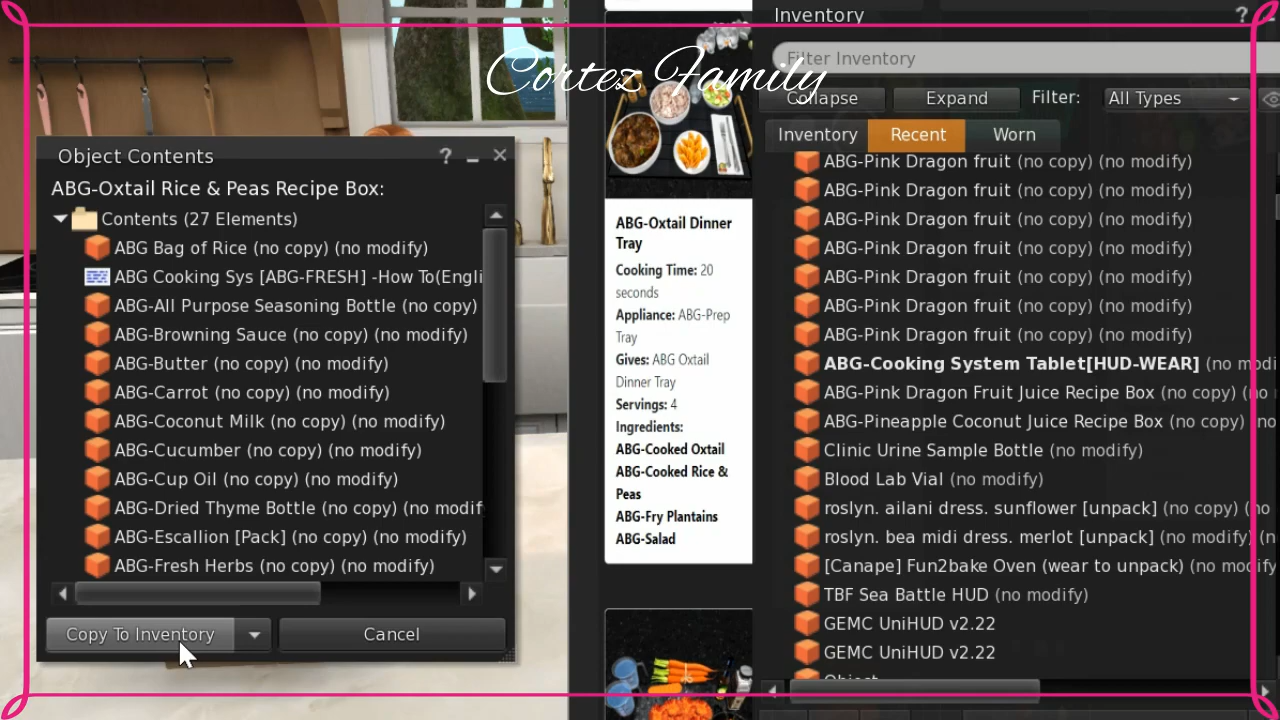 Cortez Family
Object Contents
ABG-Oxtail Rice & Peas Recipe Box:
Contents (27 Elements)
ABG Bag of Rice (no copy) (no modify)
ABG Cooking Sys [ABG-FRESH] -How To(Engli
ABG-All Purpose Seasoning Bottle (no copy)
ABG-Browning Sauce (no copy) (no modify)
ABG-Butter (no copy) (no modify)
ABG-Carrot (no copy) (no modify)
ABG-Coconut Milk (no copy) (no modify)
ABG-Cucumber (no copy) (no modify)
ABG-Cup Oil (no copy) (no modify)
ABG-Dried Thyme Bottle (no copy) (no modif
ABG-Escallion [Pack] (no copy) (no modify)
ABG-Fresh Herbs (no copy) (no modify)
Copy To Inventory
Cancel
ABG-Oxtail Dinner
Tray
Cooking Time: 20
seconds
Appliance: ABG-Prep
Tray
Gives: ABG Oxtail
Dinner Tray
Servings: 4
Ingredients:
ABG-Cooked Oxtail
ABG-Cooked Rice &
Peas
ABG-Fry Plantains
ABG-Salad
Inventory
Filter Inventory
Collapse Expand Filter: All Types
Inventory Recent Worn
ABG-Pink Dragon fruit (no copy) (no modify)
ABG-Pink Dragon fruit (no copy) (no modify)
ABG-Pink Dragon fruit (no copy) (no modify)
ABG-Pink Dragon fruit (no copy) (no modify)
ABG-Pink Dragon fruit (no copy) (no modify)
ABG-Pink Dragon fruit (no copy) (no modify)
ABG-Pink Dragon fruit (no copy) (no modify)
ABG-Cooking System Tablet[HUD-WEAR] (no modi
ABG-Pink Dragon Fruit Juice Recipe Box (no copy) (no
ABG-Pineapple Coconut Juice Recipe Box (no copy) (no
Clinic Urine Sample Bottle (no modify)
Blood Lab Vial (no modify)
roslyn. ailani dress. sunflower [unpack] (no copy) (no
roslyn. bea midi dress. merlot [unpack] (no modify) (n
[Canape] Fun2bake Oven (wear to unpack) (no modify
TBF Sea Battle HUD (no modify)
GEMC UniHUD v2.22
GEMC UniHUD v2.22
Object